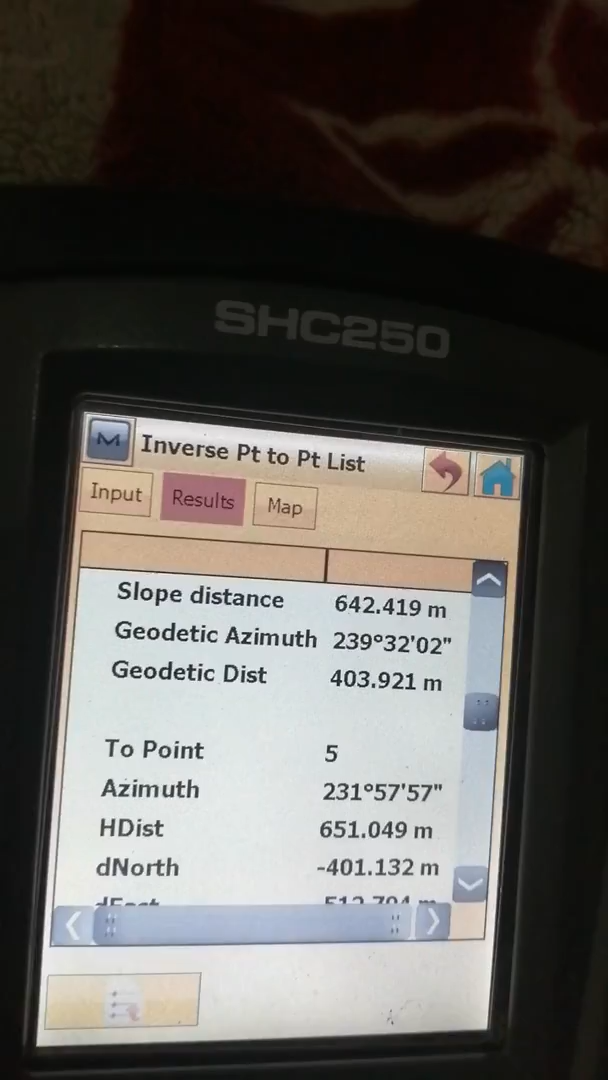 SHC250
Inverse Pt to Pt List
Input Results Map
Slope distance 642.419 m
Geodetic Azimuth 239°32'02"
Geodetic Dist 403.921 m
To Point 5
Azimuth 231°57'57"
HDist 651.049 m
dNorth -401.132 m